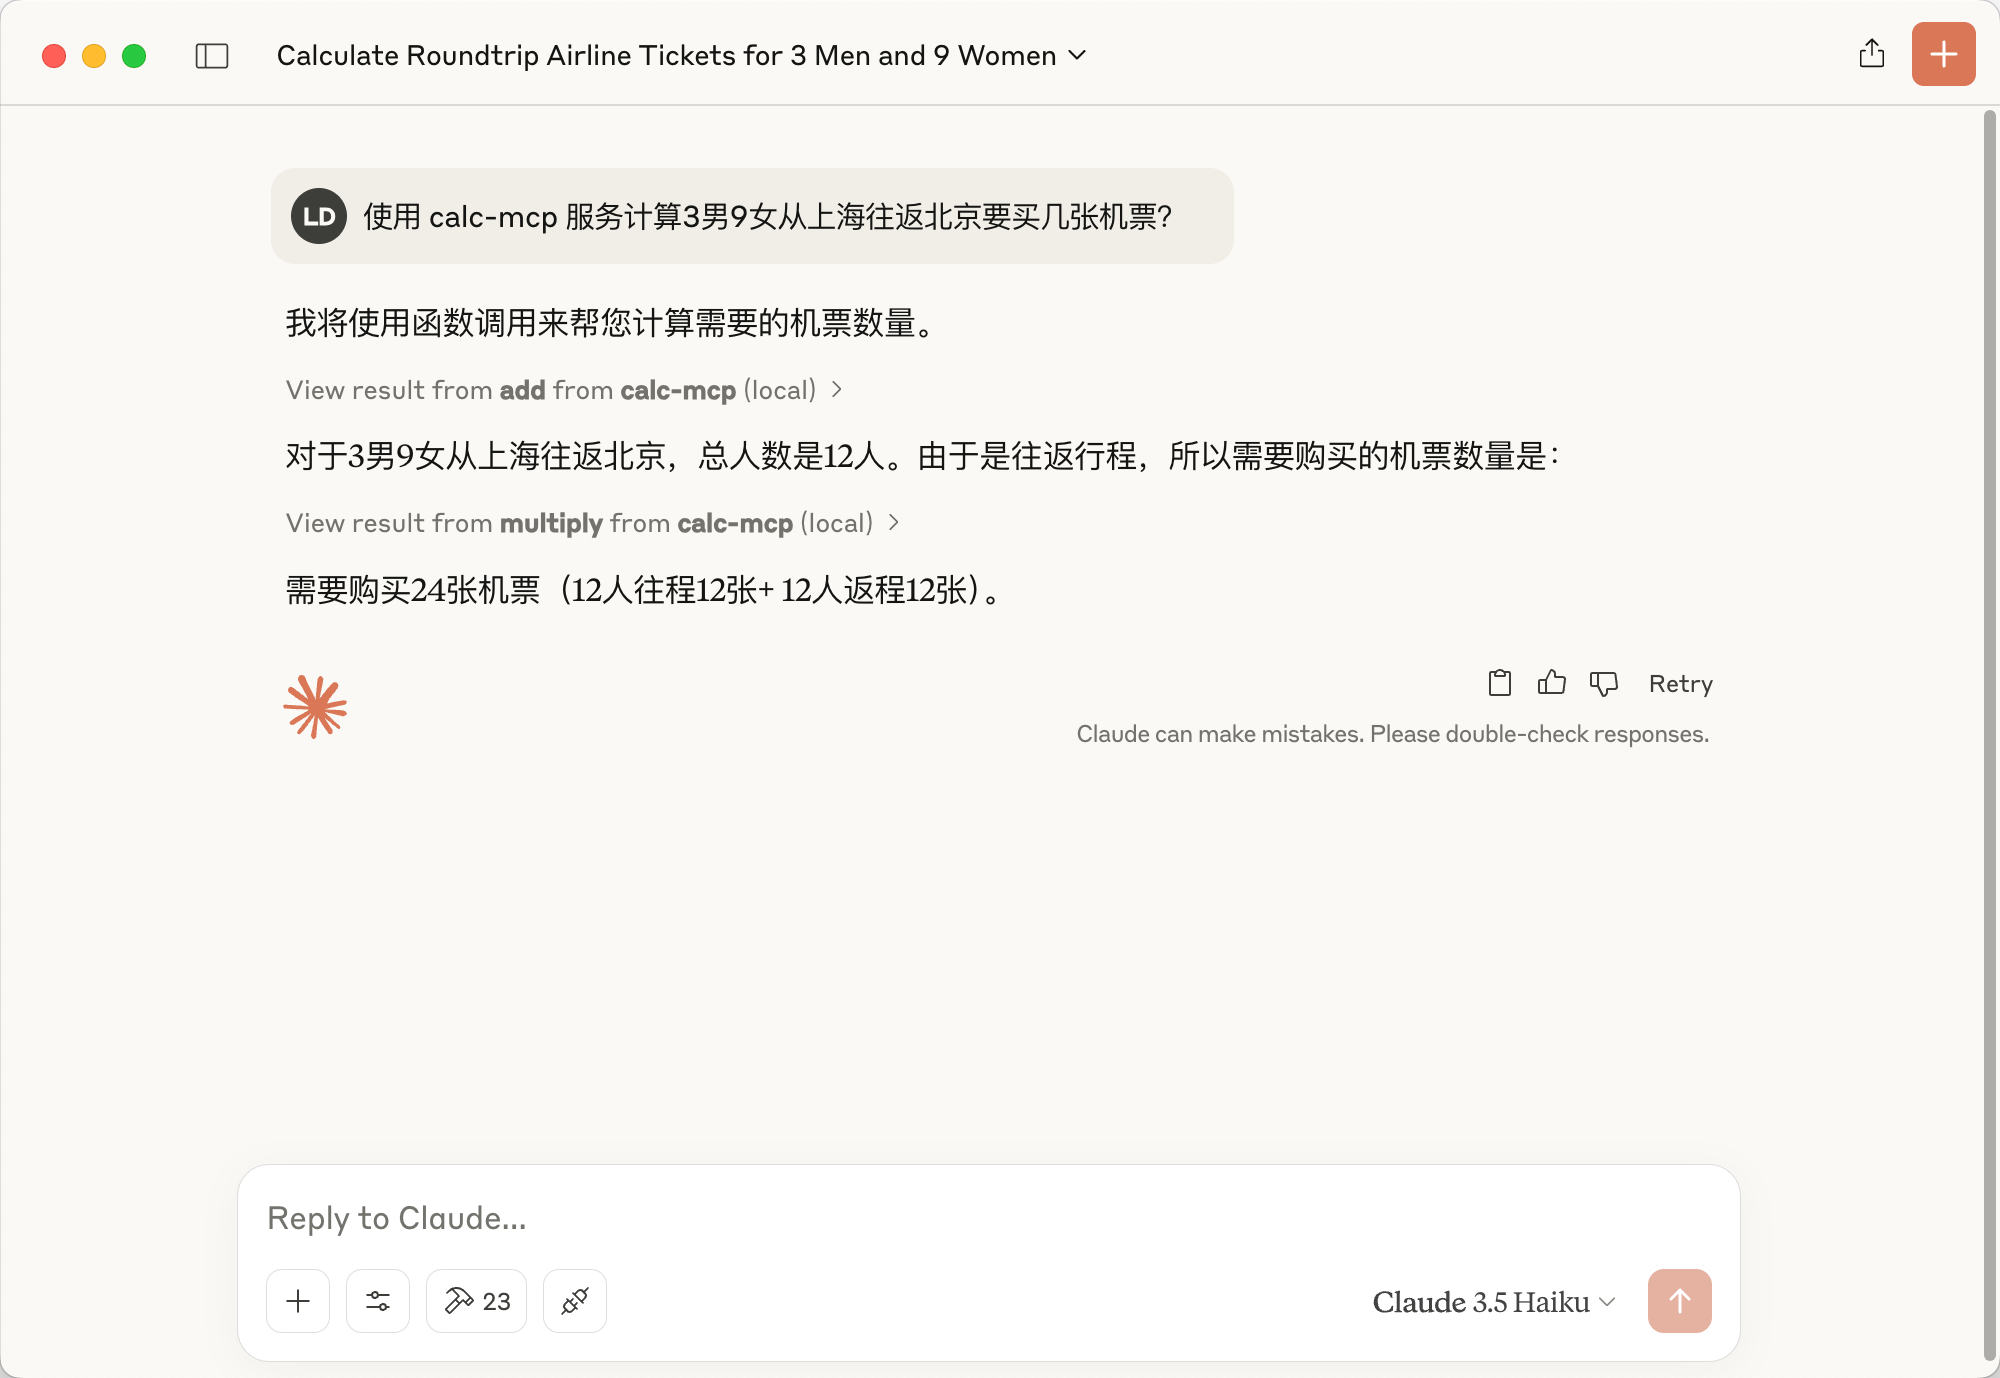 Calculate Roundtrip Airline Tickets for 3 Men and 9 Women
LD
使用 calc-mcp 服务计算3男9女从上海往返北京要买几张机票?
我将使用函数调用来帮您计算需要的机票数量。
View result from add from calc-mcp (local)
对于3男9女从上海往返北京，总人数是12人。由于是往返行程，所以需要购买的机票数量是：
View result from multiply from calc-mcp (local)
需要购买24张机票（12人往程12张+ 12人返程12张）。
Retry
Claude can make mistakes. Please double-check responses.
Reply to Claude...
23
Claude 3.5 Haiku